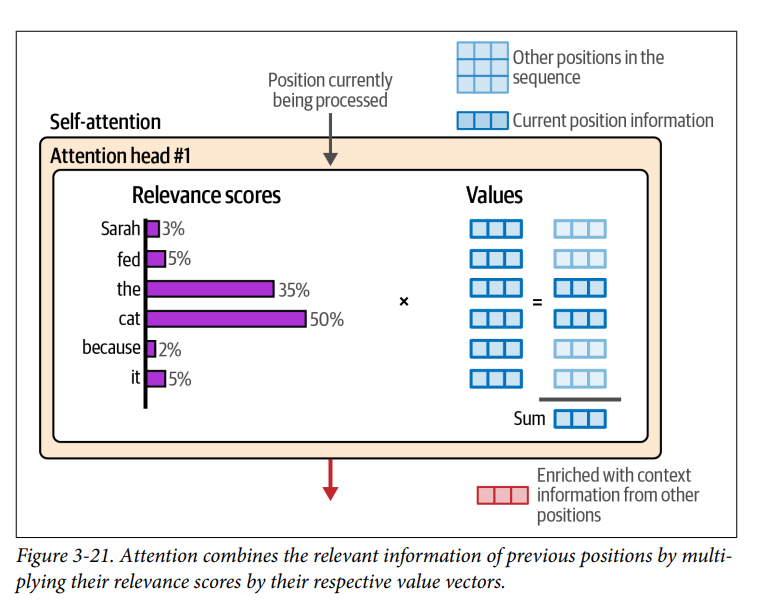 Other positions in the
sequence
Position currently
being processed
Current position information
Self-attention
Attention head #1
Relevance scores
Values
Sarah 3%
fed 5%
the 35%
cat 50%
because 2%
it 5%
×
=
Sum
Enriched with context
information from other
positions
Figure 3-21. Attention combines the relevant information of previous positions by multi-
plying their relevance scores by their respective value vectors.